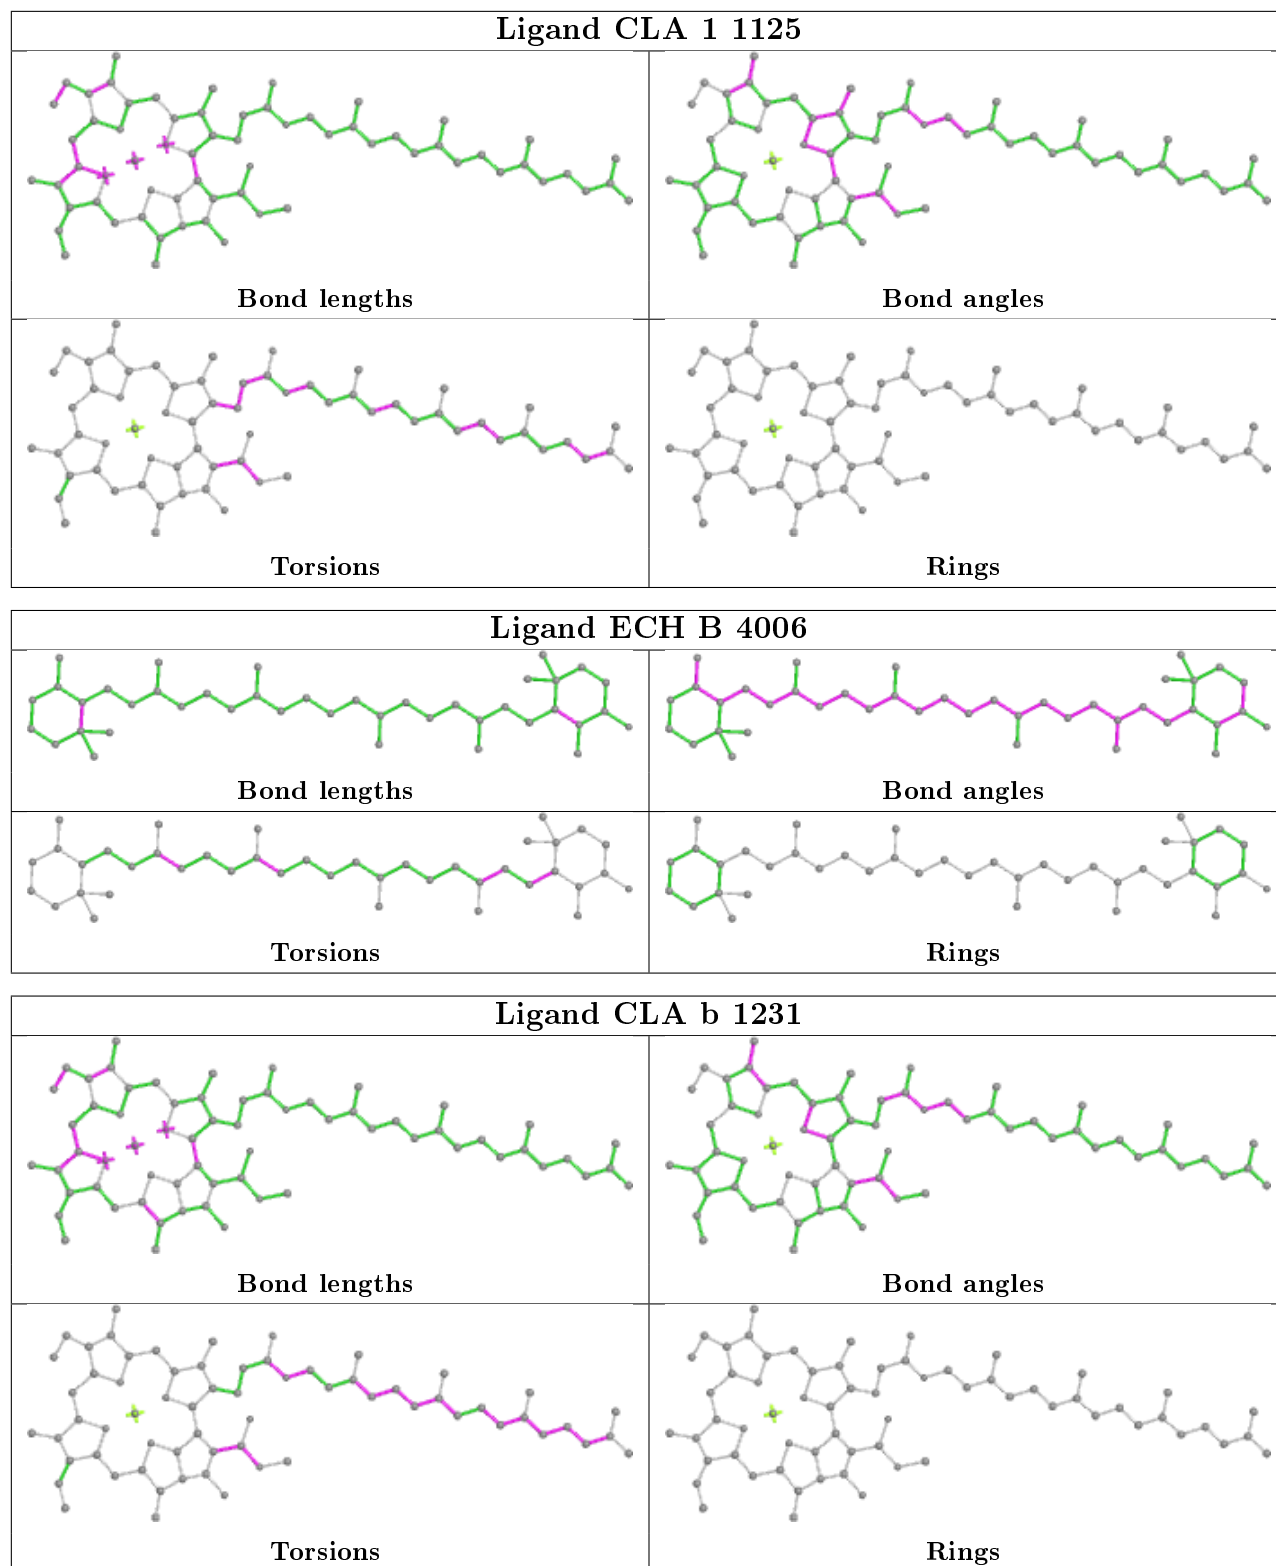 Ligand CLA 1 1125
Bond lengths
Bond angles
Torsions
Rings
Ligand ECH B 4006
Bond lengths
Bond angles
Torsions
Rings
Ligand CLA b 1231
Bond lengths
Bond angles
Torsions
Rings